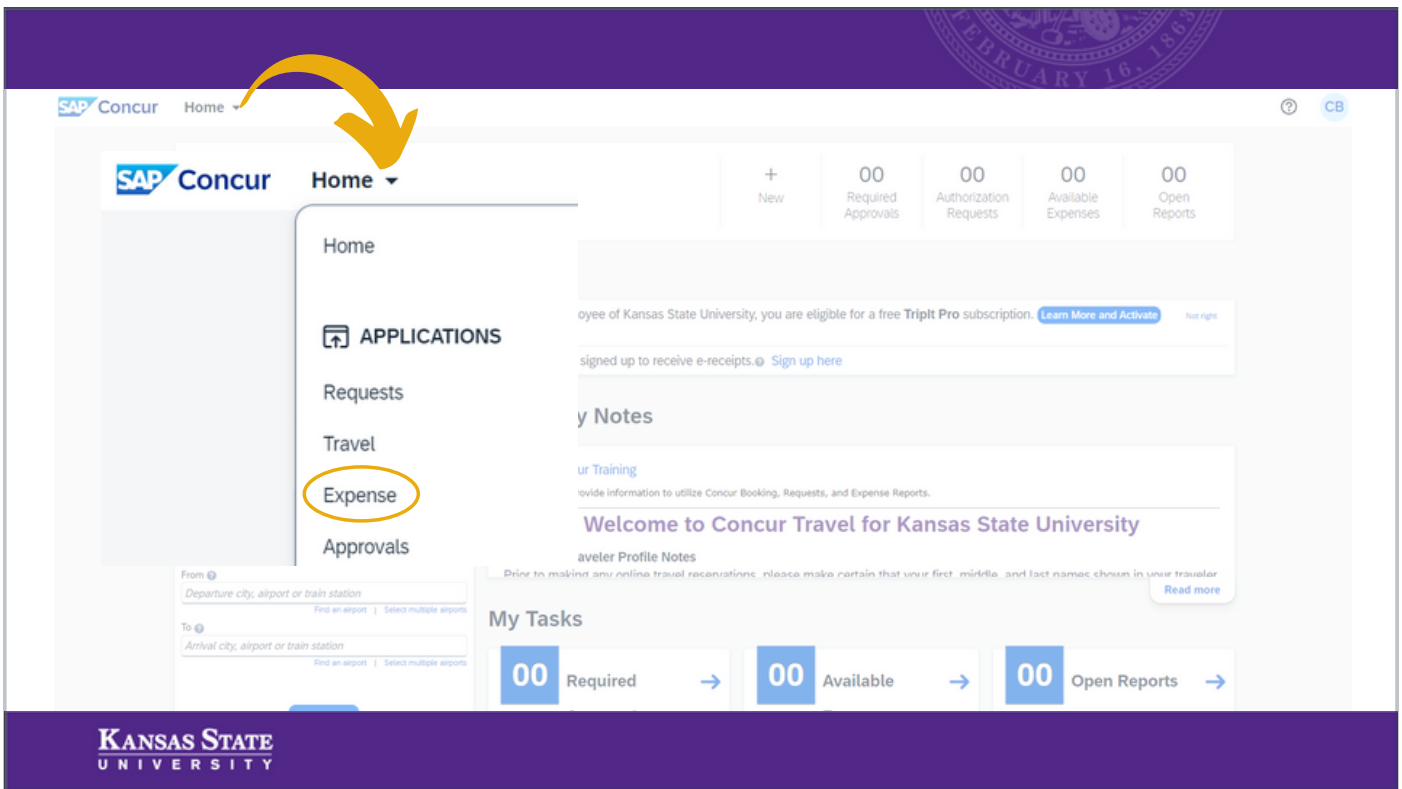 FEBRUARY 16, 1863
SAP Concur Home
CB
SAP Concur Home
+ 00 00 00 00
New Required Authorization Available Open
Approvals Requests Expenses Reports
Home
APPLICATIONS
Requests
Travel
Expense
Approvals
oyee of Kansas State University, you are eligible for a free TripIt Pro subscription. Learn More and Activate Not right
signed up to receive e-receipts. Sign up here
y Notes
ur Training
rovide information to utilize Concur Booking, Requests, and Expense Reports.
Welcome to Concur Travel for Kansas State University
aveler Profile Notes
Prior to making any online travel reservations, please make certain that your first, middle, and last names shown in your traveler
Read more
From
Departure city, airport or train station
Find an airport | Select multiple airports
To
Arrival city, airport or train station
Find an airport | Select multiple airports
My Tasks
00 Required
00 Available
00 Open Reports
KANSAS STATE
UNIVERSITY